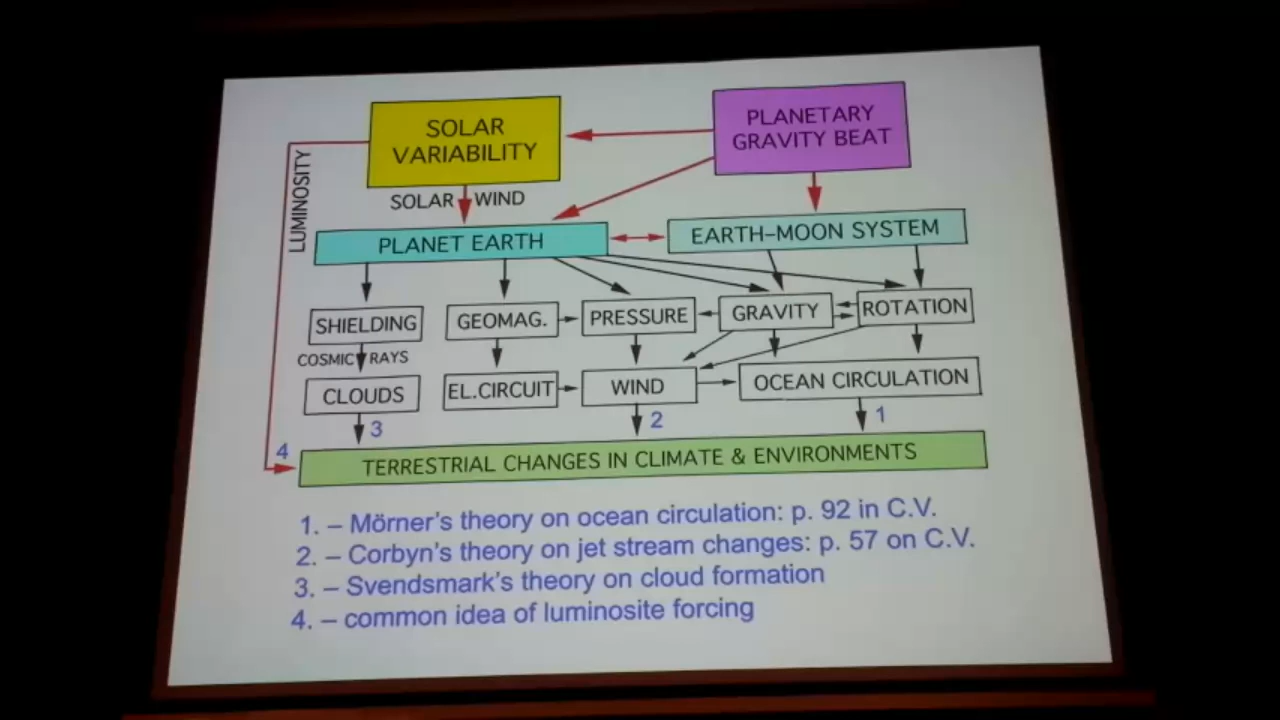 SOLAR
VARIABILITY
PLANETARY
GRAVITY BEAT
LUMINOSITY
SOLAR WIND
PLANET EARTH
EARTH–MOON SYSTEM
SHIELDING
GEOMAG.
PRESSURE
GRAVITY
ROTATION
COSMIC RAYS
CLOUDS
EL.CIRCUIT
WIND
OCEAN CIRCULATION
3
2
1
4
TERRESTRIAL CHANGES IN CLIMATE & ENVIRONMENTS
1. – Mörner's theory on ocean circulation: p. 92 in C.V.
2. – Corbyn's theory on jet stream changes: p. 57 on C.V.
3. – Svendsmark's theory on cloud formation
4. – common idea of luminosite forcing